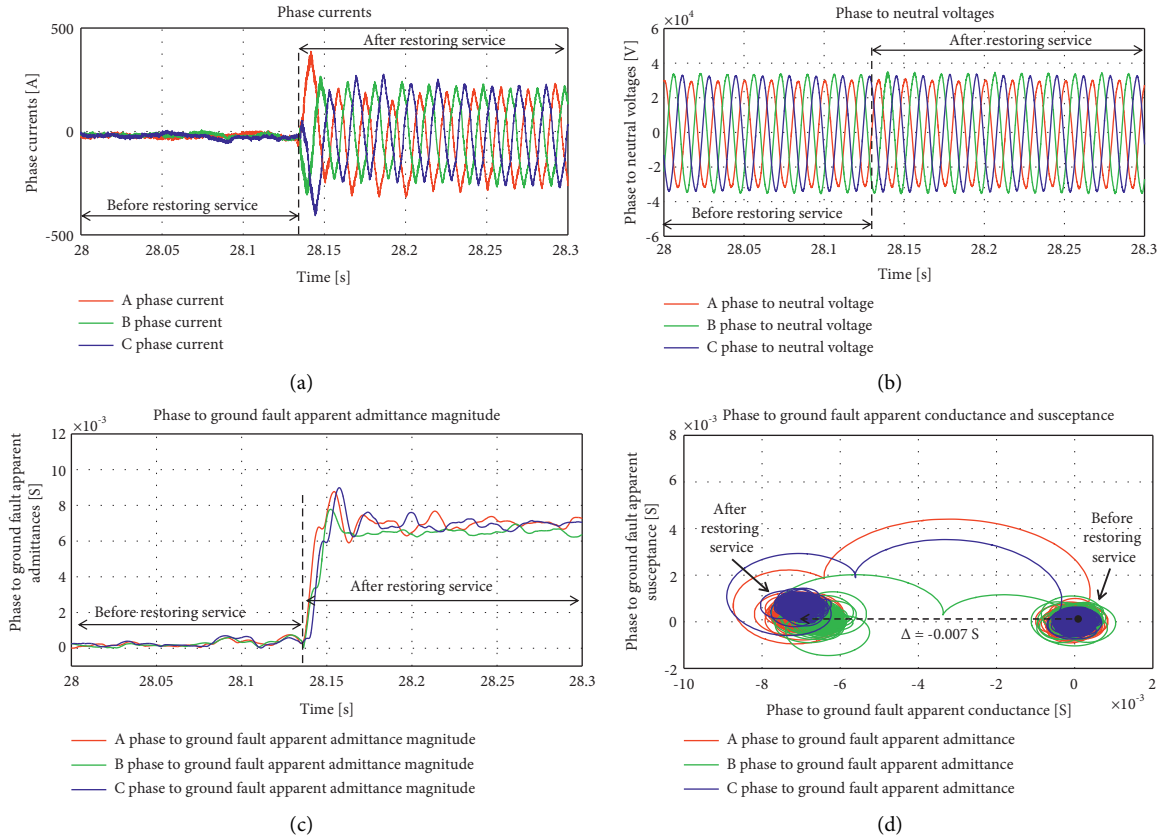 Phase currents
500
After restoring service
Phase currents [A]
0
Before restoring service
-500
28
28.05
28.1
28.15
28.2
28.25
28.3
Time [s]
A phase current
B phase current
C phase current
(a)
Phase to neutral voltages
×10⁴
6
After restoring service
4
2
Phase to neutral voltages [V]
0
-2
-4
Before restoring service
-6
28
28.05
28.1
28.15
28.2
28.25
28.3
Time [s]
A phase to neutral voltage
B phase to neutral voltage
C phase to neutral voltage
(b)
Phase to ground fault apparent admittance magnitude
×10⁻³
12
10
8
Phase to ground fault apparent
admittances [S]
6
4
Before restoring service
After restoring service
2
0
28
28.05
28.1
28.15
28.2
28.25
28.3
Time [s]
A phase to ground fault apparent admittance magnitude
B phase to ground fault apparent admittance magnitude
C phase to ground fault apparent admittance magnitude
(c)
Phase to ground fault apparent conductance and susceptance
×10⁻³
8
6
Phase to ground fault apparent
susceptance [S]
4
After
restoring
service
Before
restoring
service
2
0
Δ = -0.007 S
-2
-10
-8
-6
-4
-2
0
2
×10⁻³
Phase to ground fault apparent conductance [S]
A phase to ground fault apparent admittance
B phase to ground fault apparent admittance
C phase to ground fault apparent admittance
(d)